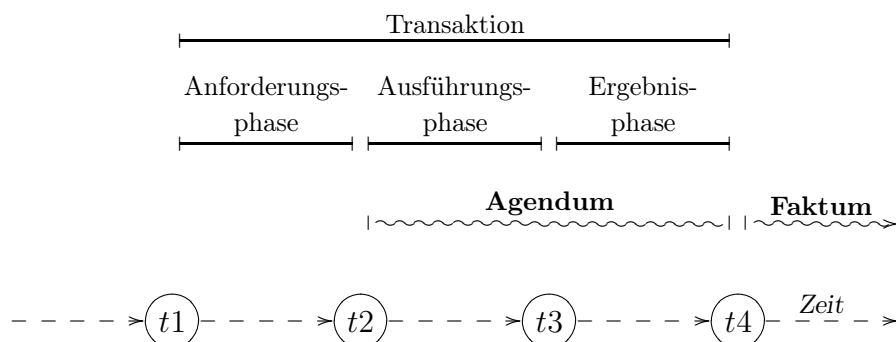 Transaktion
Anforderungs-
phase
Ausführungs-
phase
Ergebnis-
phase
Agendum
Faktum
t1
t2
t3
t4
Zeit